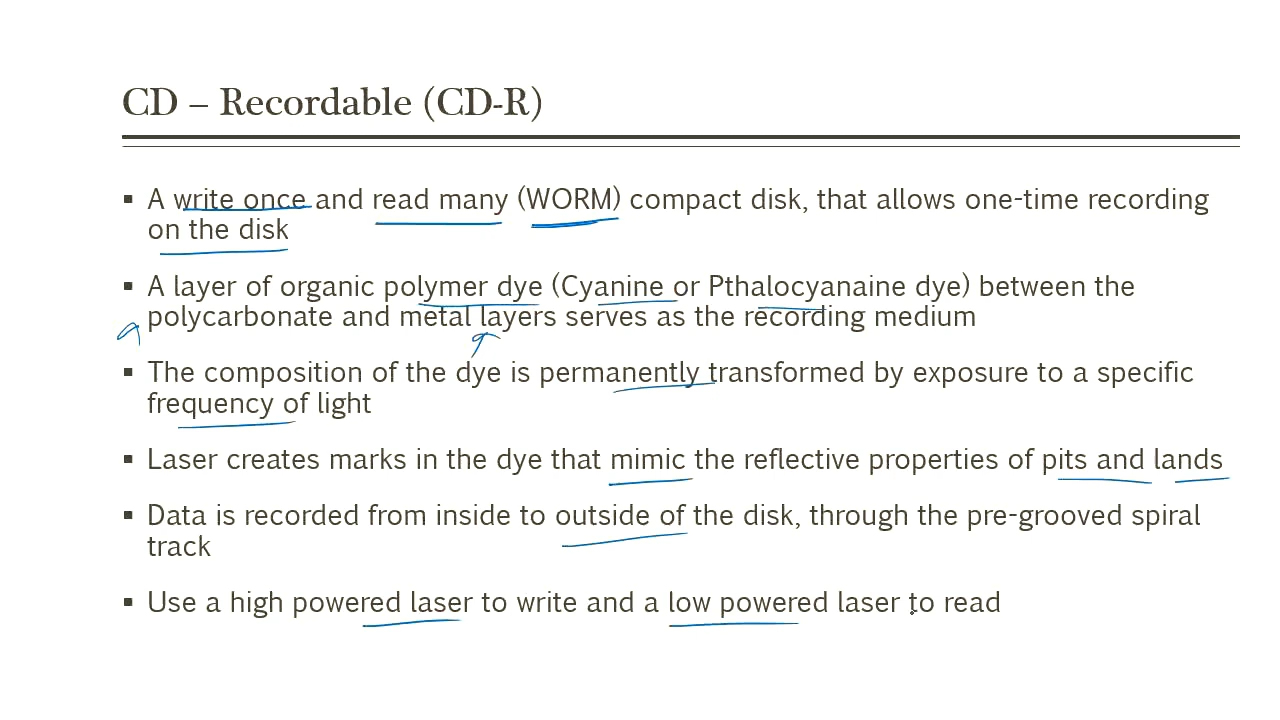 CD – Recordable (CD-R)
▪ A write once and read many (WORM) compact disk, that allows one-time recording
on the disk
▪ A layer of organic polymer dye (Cyanine or Pthalocyanaine dye) between the
polycarbonate and metal layers serves as the recording medium
▪ The composition of the dye is permanently transformed by exposure to a specific
frequency of light
▪ Laser creates marks in the dye that mimic the reflective properties of pits and lands
▪ Data is recorded from inside to outside of the disk, through the pre-grooved spiral
track
▪ Use a high powered laser to write and a low powered laser to read